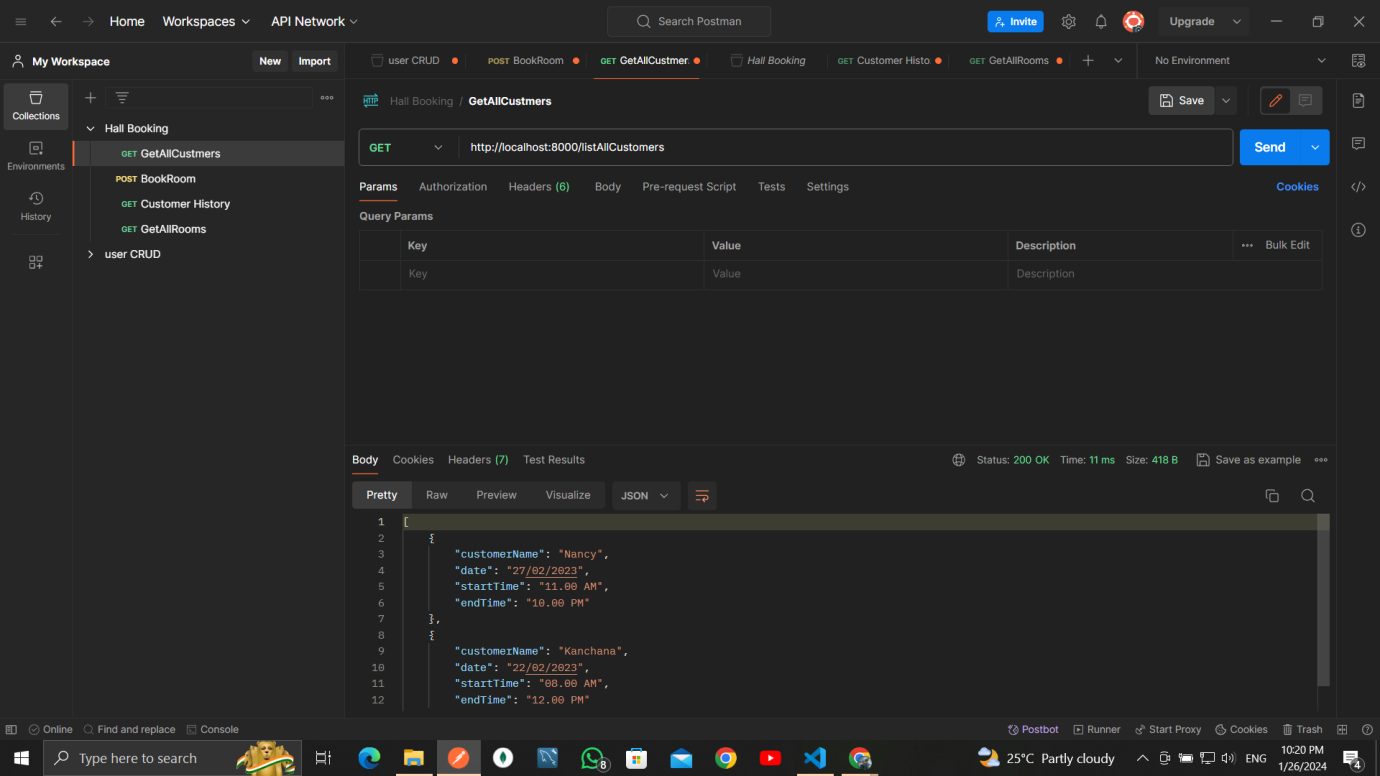 Home Workspaces API Network Search Postman Invite Upgrade
My Workspace New Import user CRUD POST BookRoom GET GetAllCustmer. Hall Booking GET Customer Histo GET GetAllRooms No Environment
Collections
Environments
History
Hall Booking
GET GetAllCustmers
POST BookRoom
GET Customer History
GET GetAllRooms
user CRUD
HTTP Hall Booking / GetAllCustmers Save
GET http://localhost:8000/listAllCustomers Send
Params Authorization Headers (6) Body Pre-request Script Tests Settings Cookies
Query Params
Key Value Description Bulk Edit
Key Value Description
Body Cookies Headers (7) Test Results Status: 200 OK Time: 11 ms Size: 418 B Save as example
Pretty Raw Preview Visualize JSON
1 [
2 {
3 "customerName": "Nancy",
4 "date": "27/02/2023",
5 "startTime": "11.00 AM",
6 "endTime": "10.00 PM"
7 },
8 {
9 "customerName": "Kanchana",
10 "date": "22/02/2023",
11 "startTime": "08.00 AM",
12 "endTime": "12.00 PM"
Online Find and replace Console Postbot Runner Start Proxy Cookies Trash
Type here to search 8 25°C Partly cloudy ENG 10:20 PM
1/26/2024 4